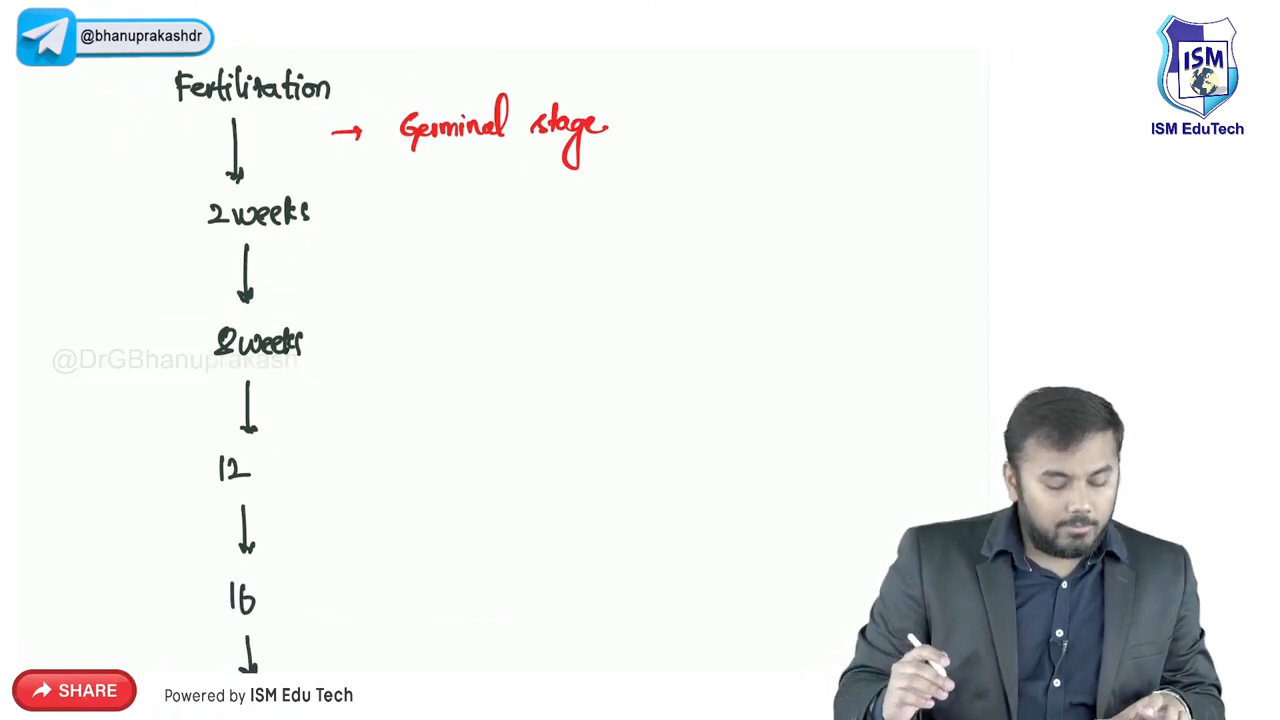 @bhanuprakashdr
ISM
ISM EduTech
Fertilitation
→ Germinal stage
2 weeks
8 weeks
@DrGBhanuprakash
12
16
SHARE
Powered by ISM Edu Tech